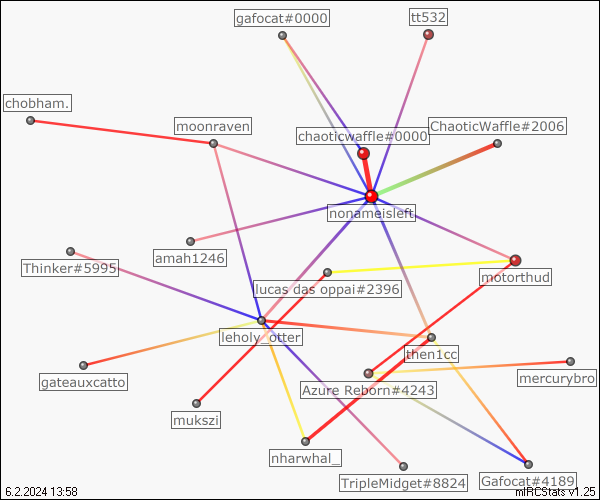 gafocat#0000
tt532
chobham.
moonraven
chaoticwaffle#0000
ChaoticWaffle#2006
nonameisleft
amah1246
Thinker#5995
lucas das oppai#2396
motorthud
leholy_otter
then1cc
gateauxcatto
Azure Reborn#4243
mercurybro
mukszi
nharwhal_
TripleMidget#8824
Gafocat#4189
6.2.2024 13:58
mIRCStats v1.25